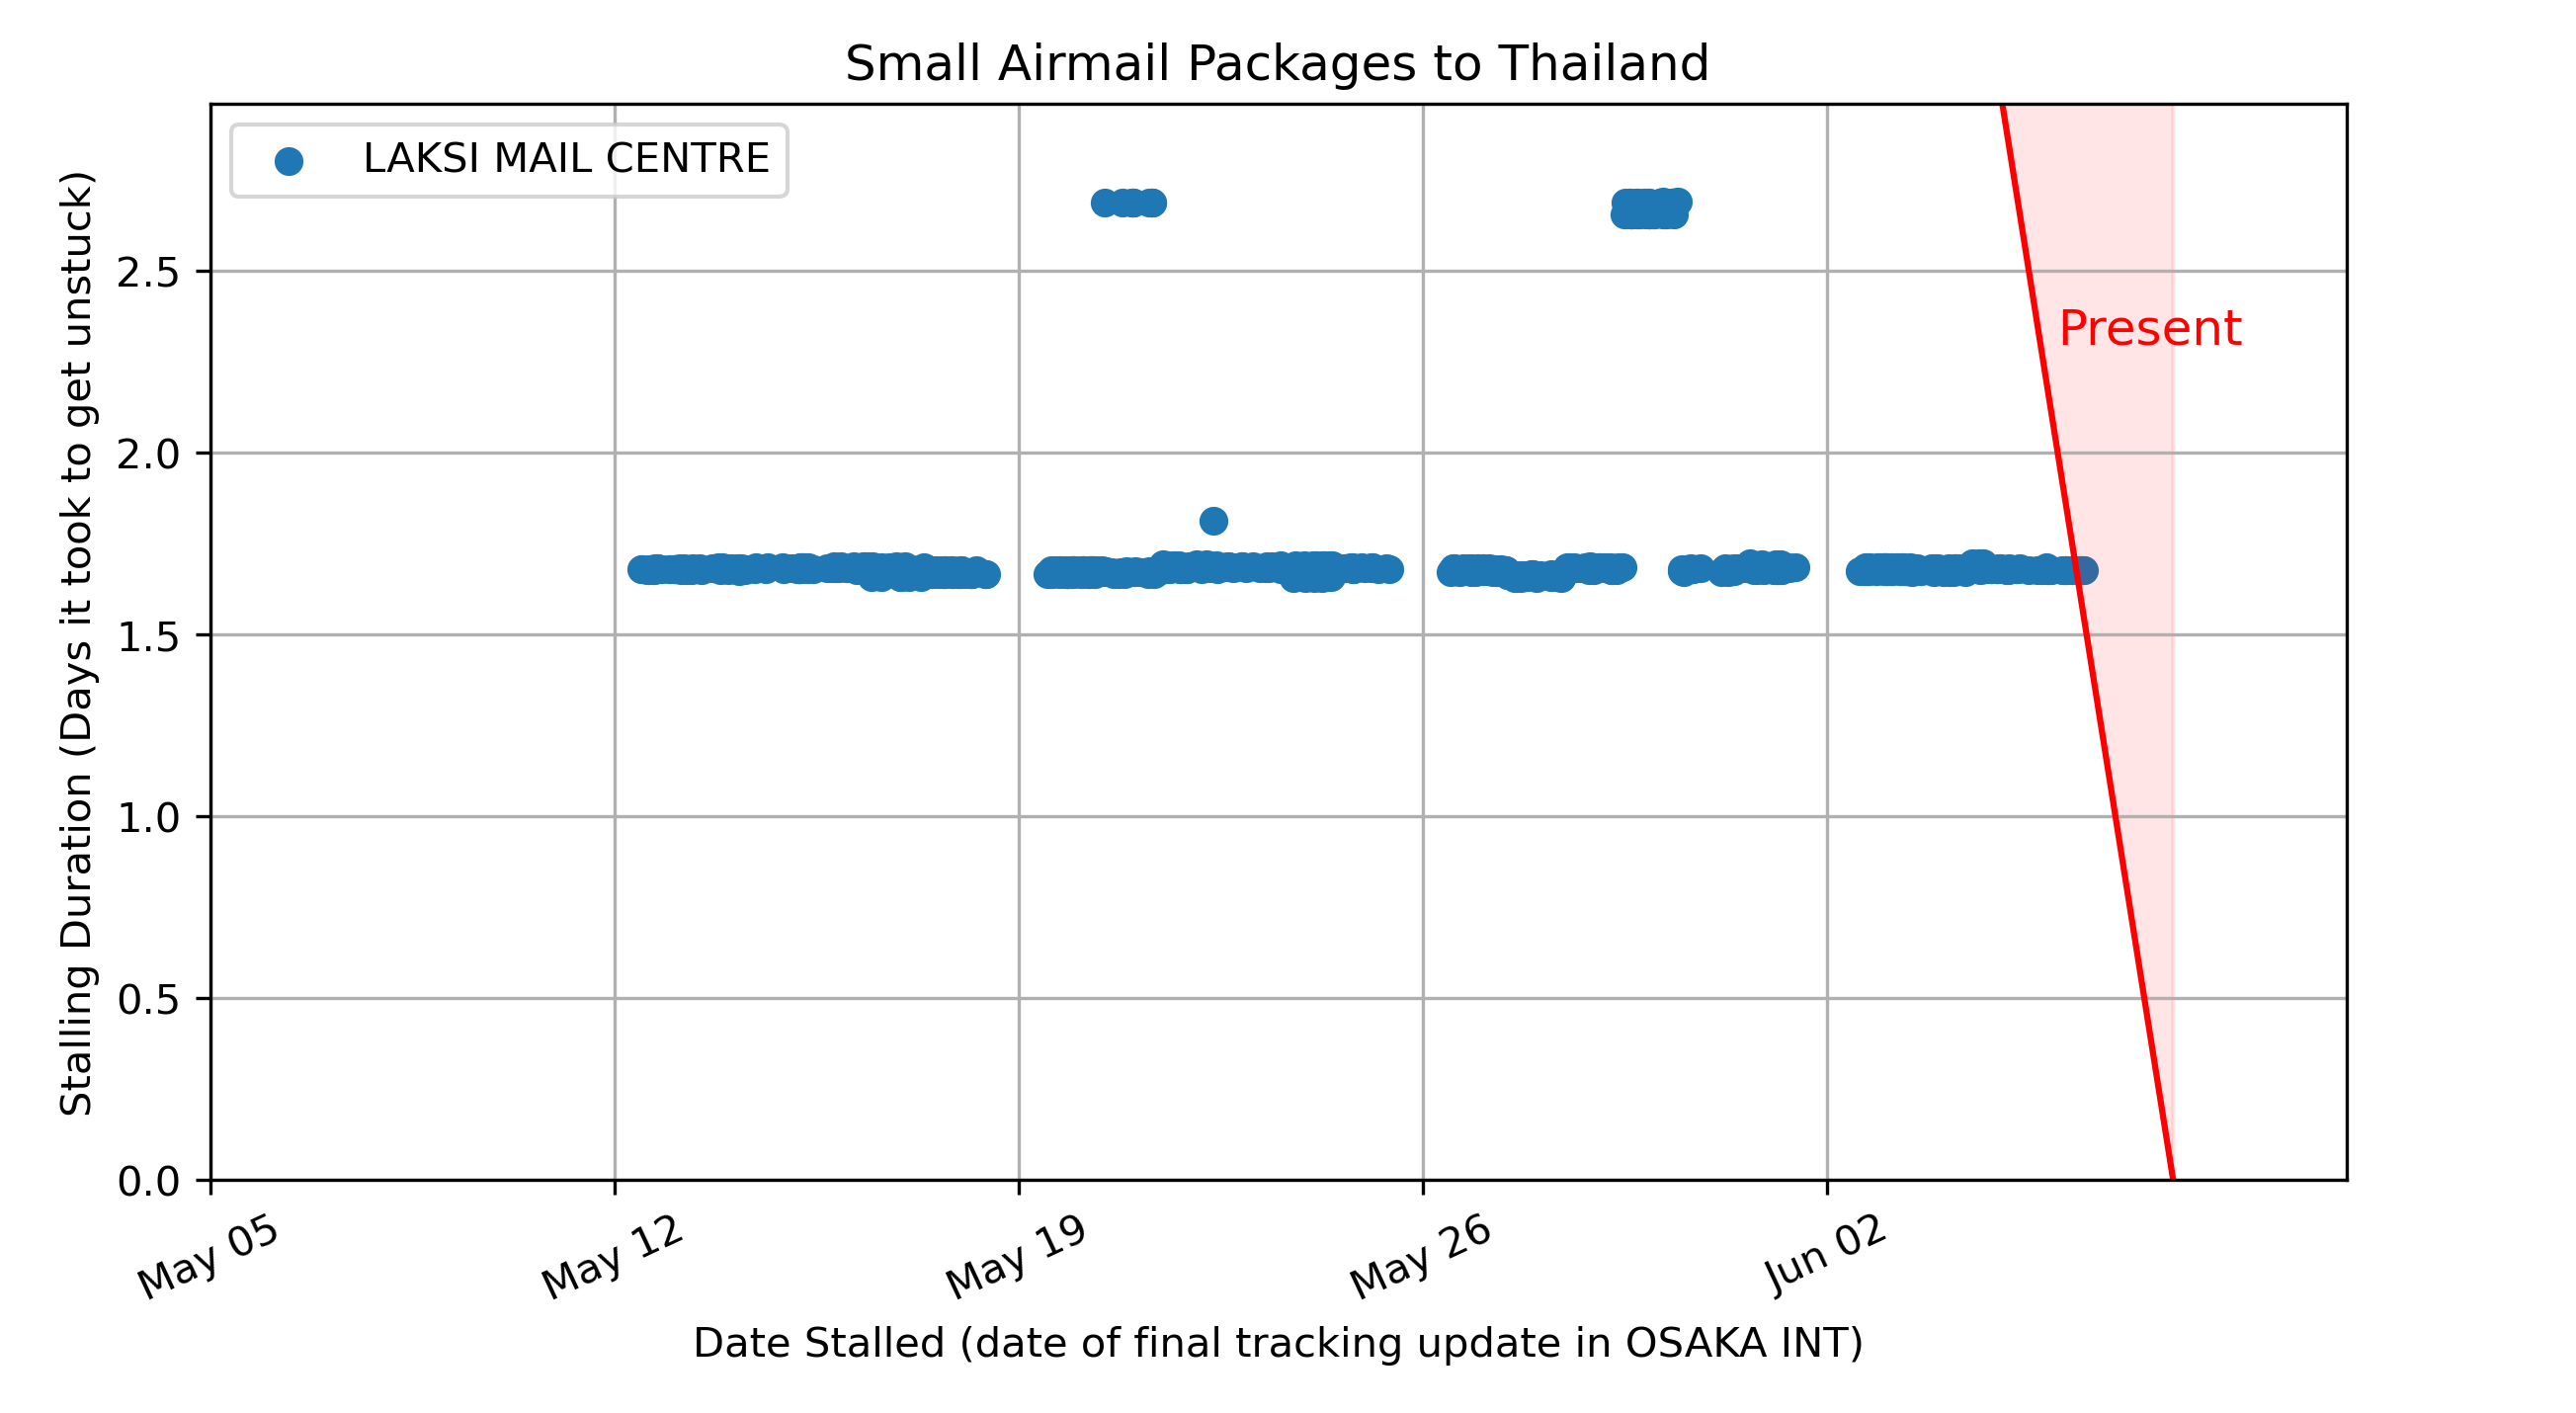 Small Airmail Packages to Thailand
LAKSI MAIL CENTRE
Present
Stalling Duration (Days it took to get unstuck)
2.5
2.0
1.5
1.0
0.5
0.0
May 05
May 12
May 19
May 26
Jun 02
Date Stalled (date of final tracking update in OSAKA INT)